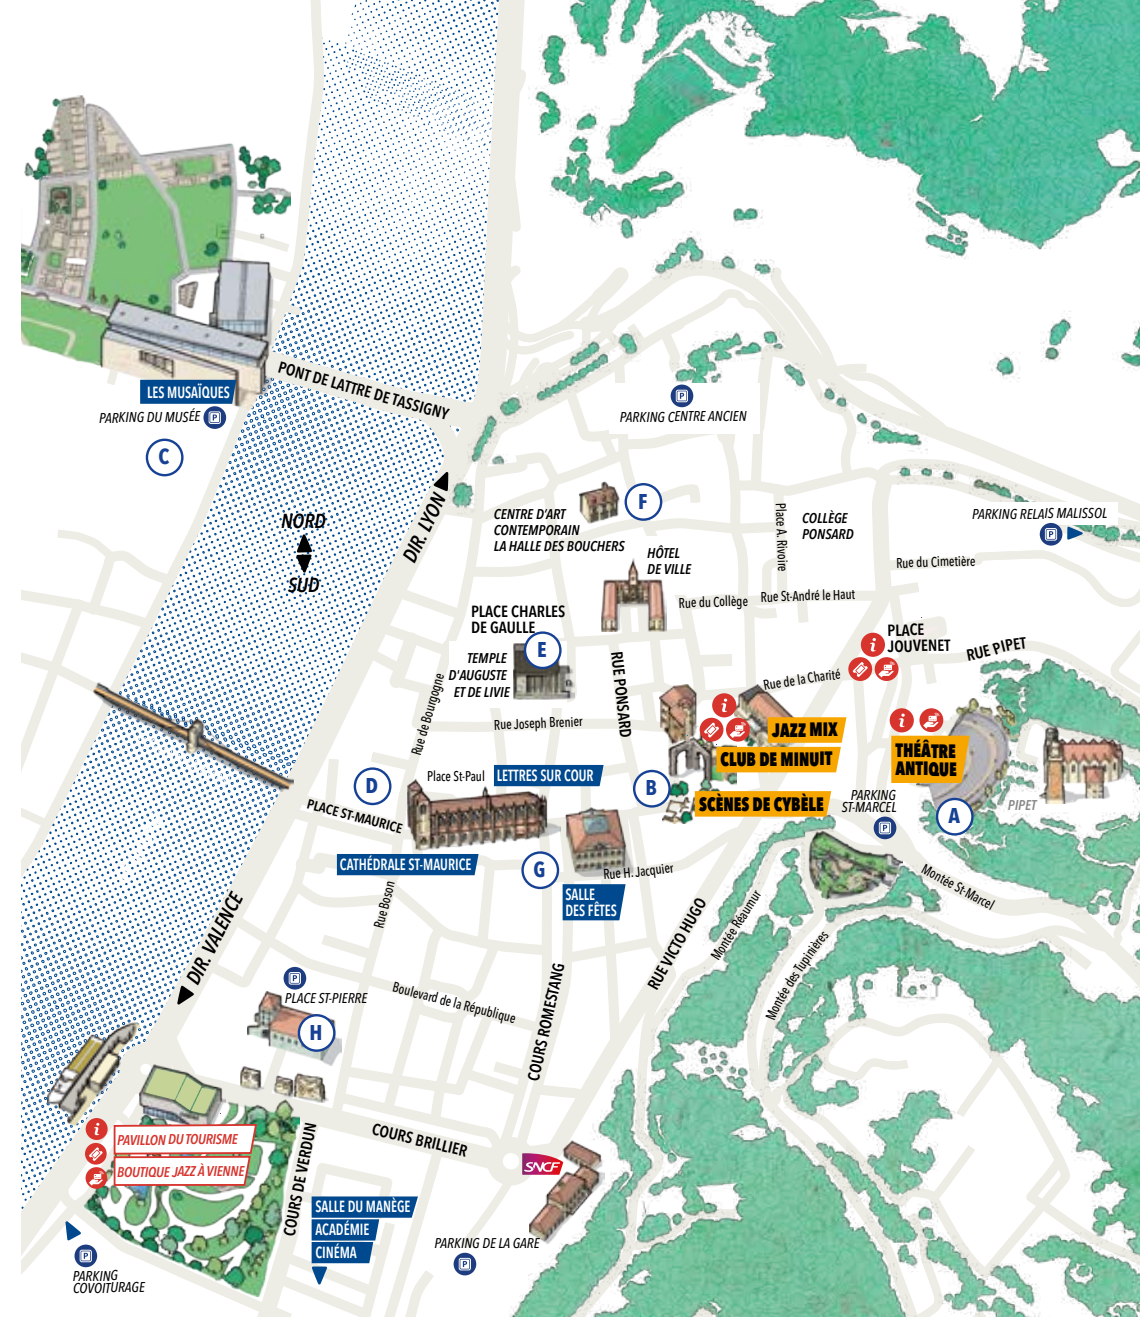 LES MUSAÏQUES
PARKING DU MUSÉE P
C
PONT DE LATTRE DE TASSIGNY
P
PARKING CENTRE ANCIEN
DIR. LYON
NORD
SUD
CENTRE D'ART
CONTEMPORAIN
LA HALLE DES BOUCHERS
F
HÔTEL
DE VILLE
Place A. Rivoire
COLLÈGE
PONSARD
PARKING RELAIS MALISSOL
P
Rue du Cimetière
Rue du Collège
Rue St-André le Haut
PLACE CHARLES
DE GAULLE
E
TEMPLE
D'AUGUSTE
ET DE LIVIE
RUE PONSARD
PLACE
JOUVENET
i
RUE PIPET
Rue de la Charité
Rue de Bourgogne
Rue Joseph Brenier
i
JAZZ MIX
CLUB DE MINUIT
SCÈNES DE CYBÈLE
B
i
THÉÂTRE
ANTIQUE
A
PIPET
PARKING
ST-MARCEL
P
D
Place St-Paul
LETTRES SUR COUR
PLACE ST-MAURICE
CATHÉDRALE ST-MAURICE
G
SALLE
DES FÊTES
Rue H. Jacquier
Montée St-Marcel
Rue Boson
DIR. VALENCE
RUE VICTO HUGO
Montée Réaumur
Montée des Tupinières
P
PLACE ST-PIERRE
H
Boulevard de la République
COURS ROMESTANG
i
PAVILLON DU TOURISME
BOUTIQUE JAZZ À VIENNE
COURS DE VERDUN
COURS BRILLIER
SNCF
SALLE DU MANÈGE
ACADÉMIE
CINÉMA
PARKING DE LA GARE
P
P
PARKING
COVOITURAGE